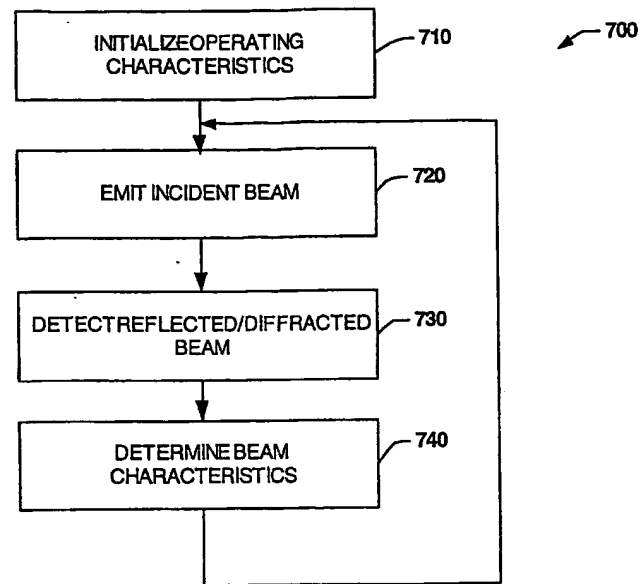 INITIALIZEOPERATING
CHARACTERISTICS
710
700
EMIT INCIDENT BEAM
720
DETECTREFLECTED/DIFFRACTED
BEAM
730
DETERMINE BEAM
CHARACTERISTICS
740